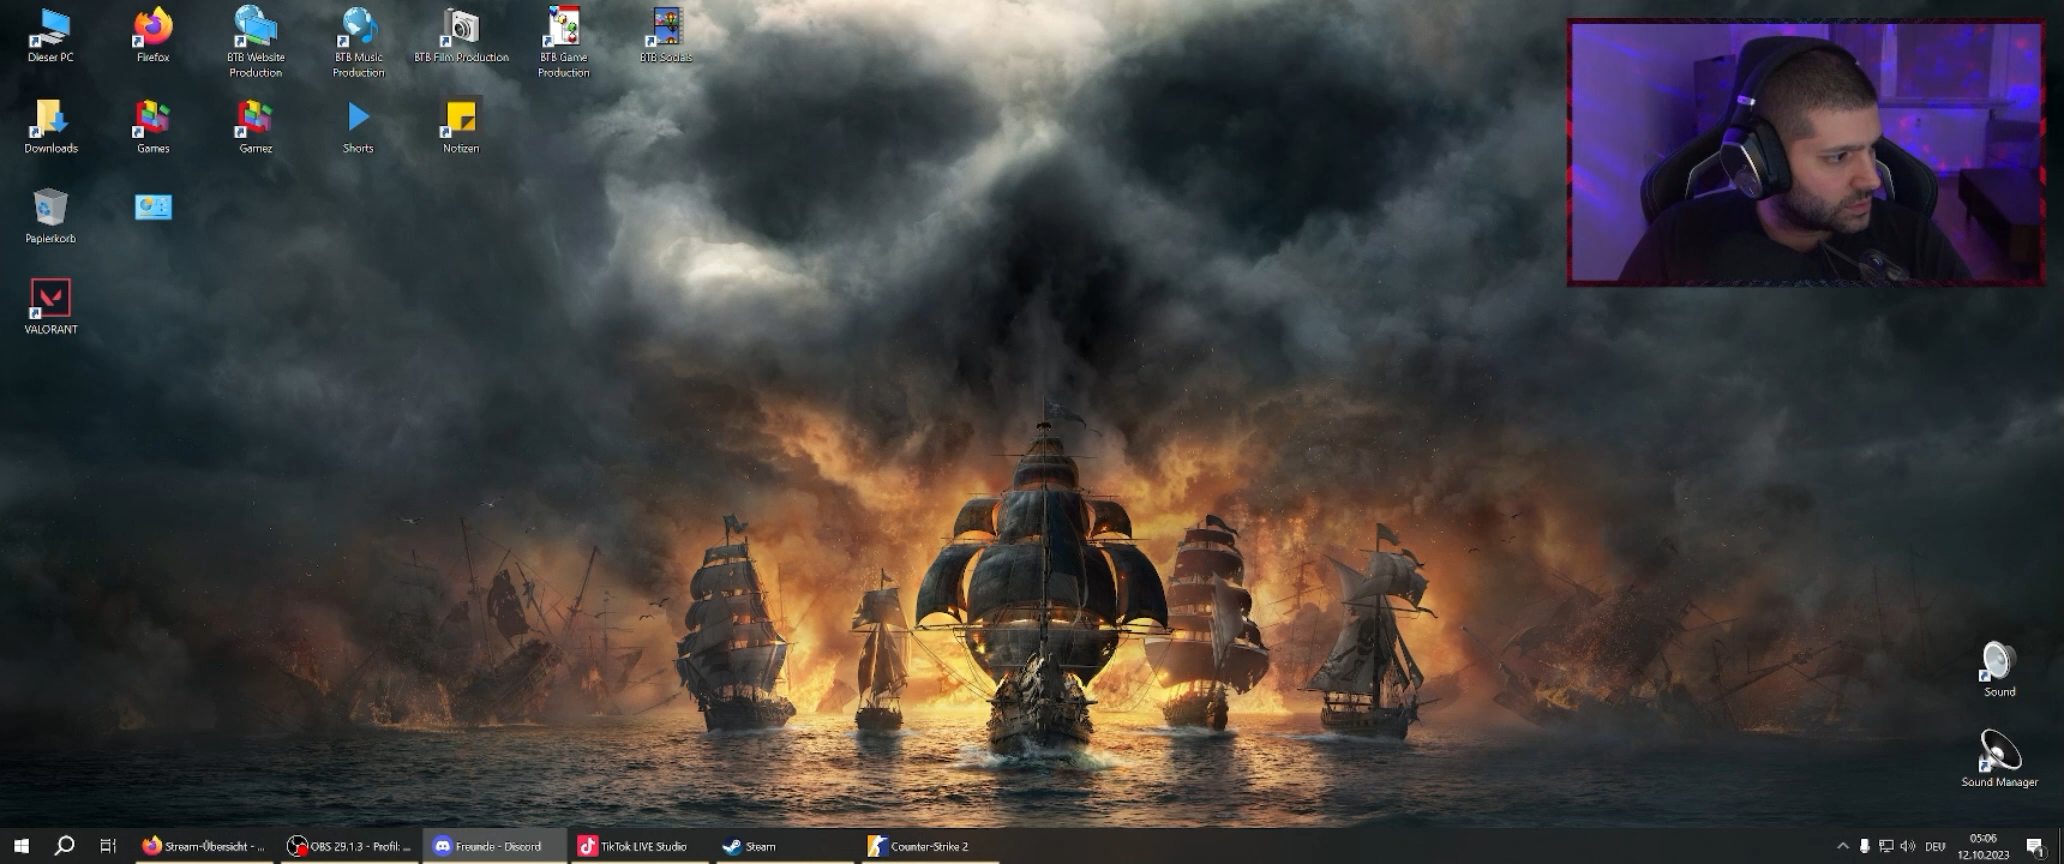 Dieser PC
Firefox
BTB Website
Production
BTB Music
Production
BTB Film Production
BTB Game
Production
BTB Socials
Downloads
Games
Gamez
Shorts
Notizen
Papierkorb
VALORANT
Sound
Sound Manager
Stream-Übersicht - ...
OBS 29.1.3 - Profil: ...
Freunde - Discord
TikTok LIVE Studio
Steam
Counter-Strike 2
DEU
05:06
12.10.2023
1